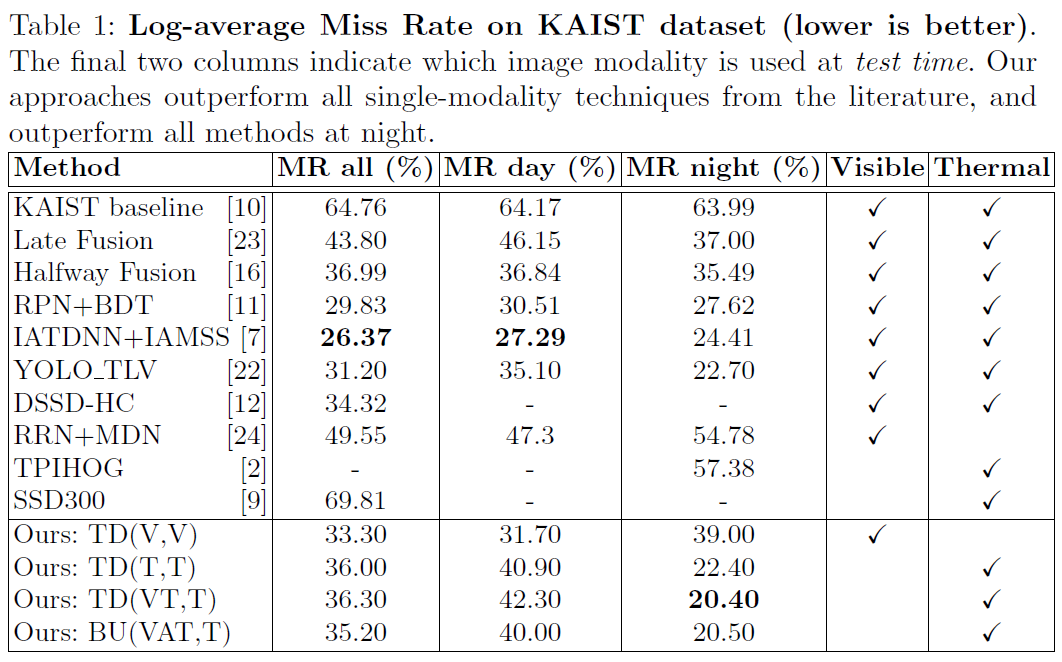 Table 1: Log-average Miss Rate on KAIST dataset (lower is better).
The final two columns indicate which image modality is used at test time. Our
approaches outperform all single-modality techniques from the literature, and
outperform all methods at night.
Method MR all (%) MR day (%) MR night (%) Visible Thermal
KAIST baseline [10] 64.76 64.17 63.99 ✓ ✓
Late Fusion [23] 43.80 46.15 37.00 ✓ ✓
Halfway Fusion [16] 36.99 36.84 35.49 ✓ ✓
RPN+BDT [11] 29.83 30.51 27.62 ✓ ✓
IATDNN+IAMSS [7] 26.37 27.29 24.41 ✓ ✓
YOLO_TLV [22] 31.20 35.10 22.70 ✓ ✓
DSSD-HC [12] 34.32 - - ✓ ✓
RRN+MDN [24] 49.55 47.3 54.78 ✓
TPIHOG [2] - - 57.38 ✓
SSD300 [9] 69.81 - - ✓
Ours: TD(V,V) 33.30 31.70 39.00 ✓
Ours: TD(T,T) 36.00 40.90 22.40 ✓
Ours: TD(VT,T) 36.30 42.30 20.40 ✓
Ours: BU(VAT,T) 35.20 40.00 20.50 ✓